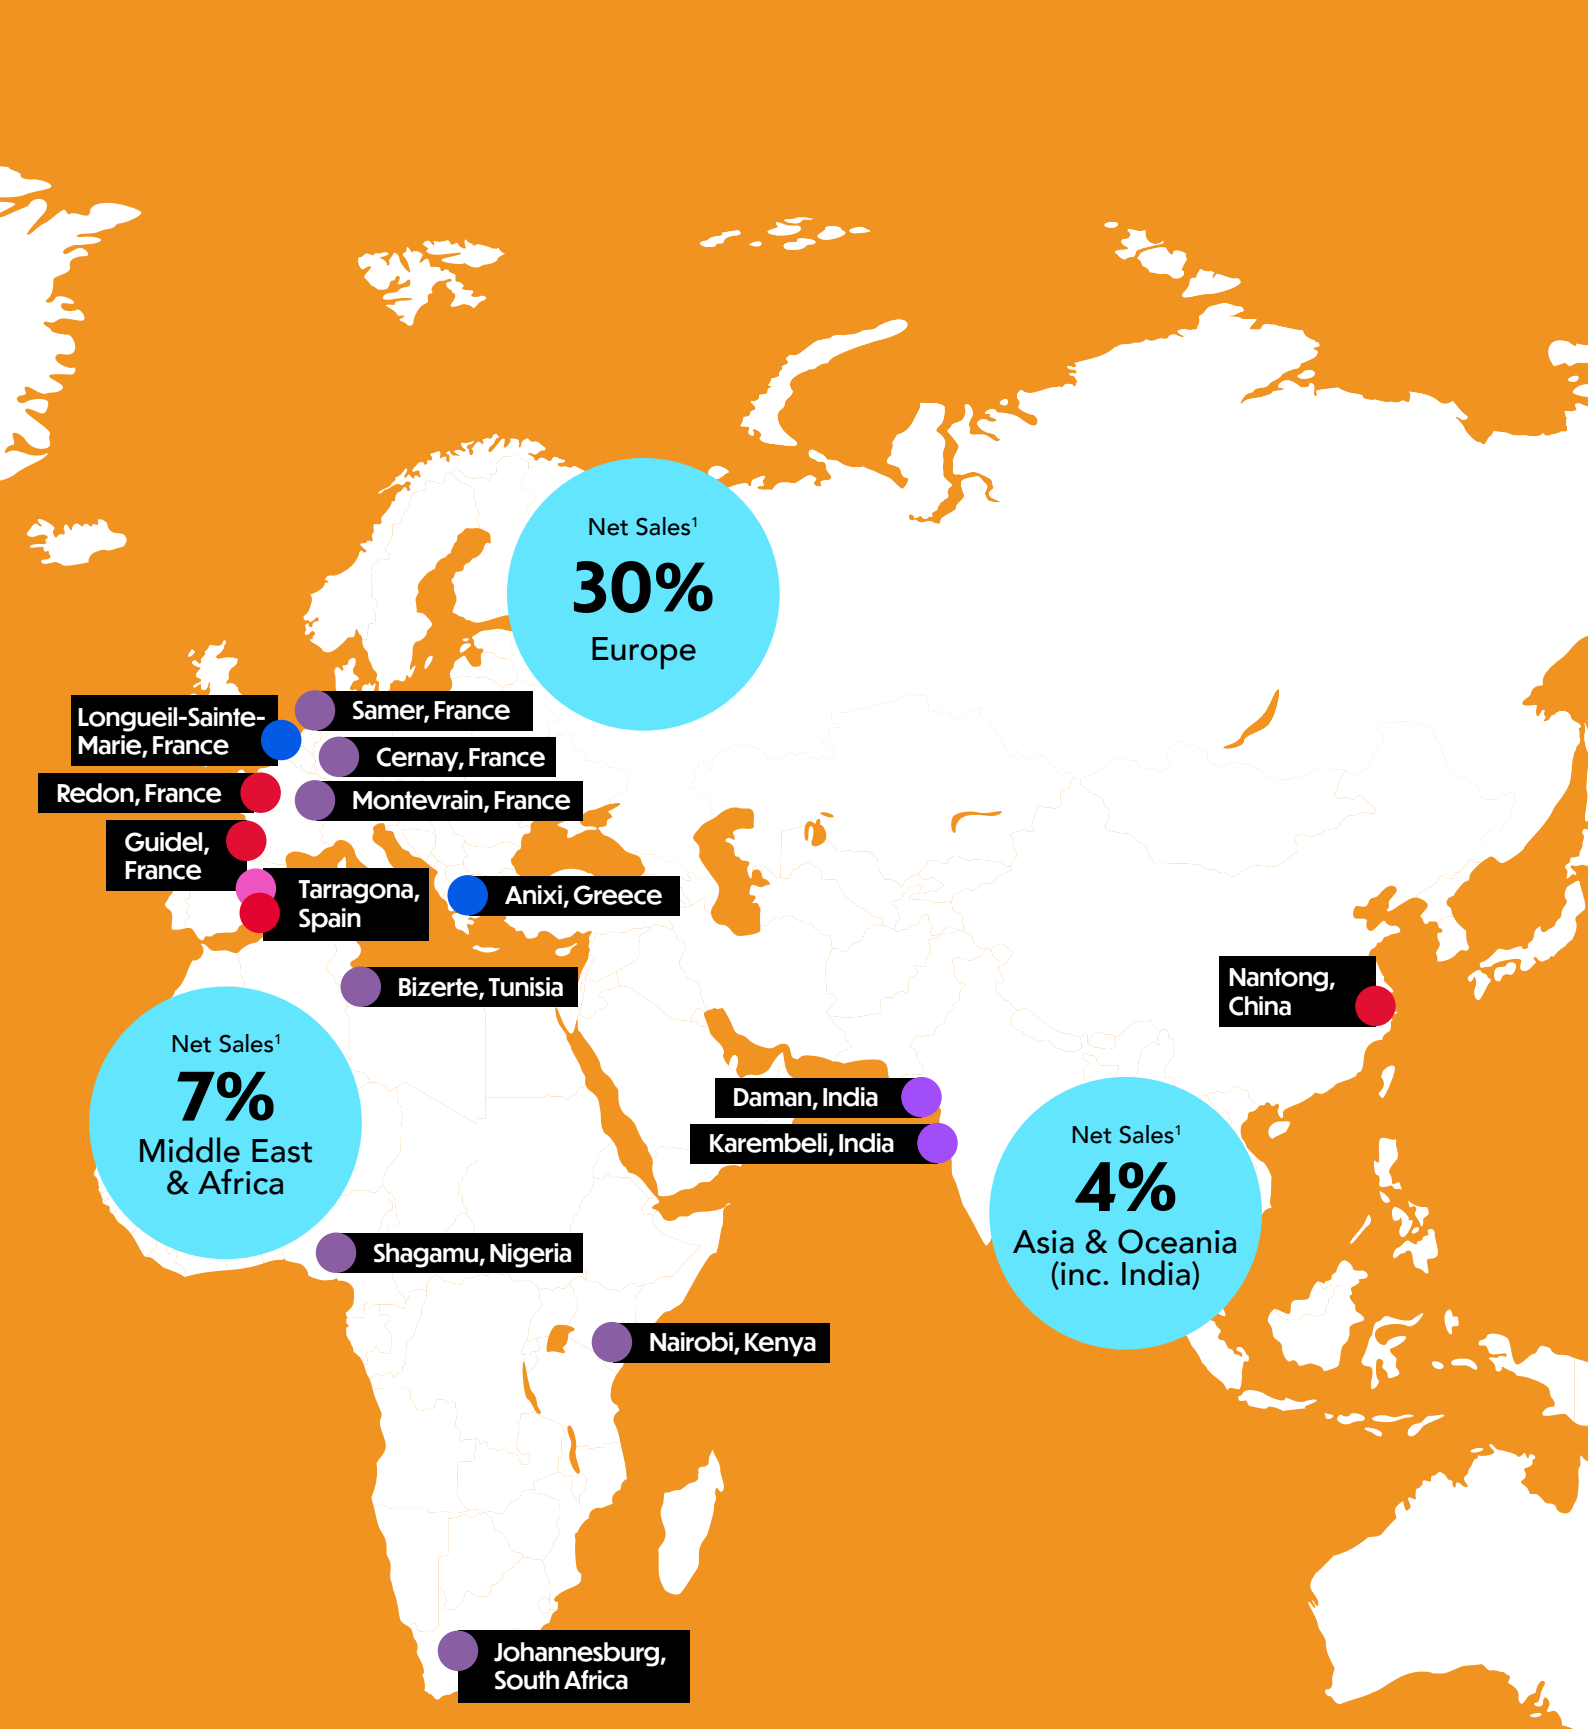 Net Sales¹
30%
Europe
Longueil-Sainte-
Marie, France
Samer, France
Cernay, France
Redon, France
Montevrain, France
Guidel,
France
Tarragona,
Spain
Anixi, Greece
Bizerte, Tunisia
Nantong,
China
Net Sales¹
7%
Middle East
& Africa
Daman, India
Karembeli, India
Net Sales¹
4%
Asia & Oceania
(inc. India)
Shagamu, Nigeria
Nairobi, Kenya
Johannesburg,
South Africa